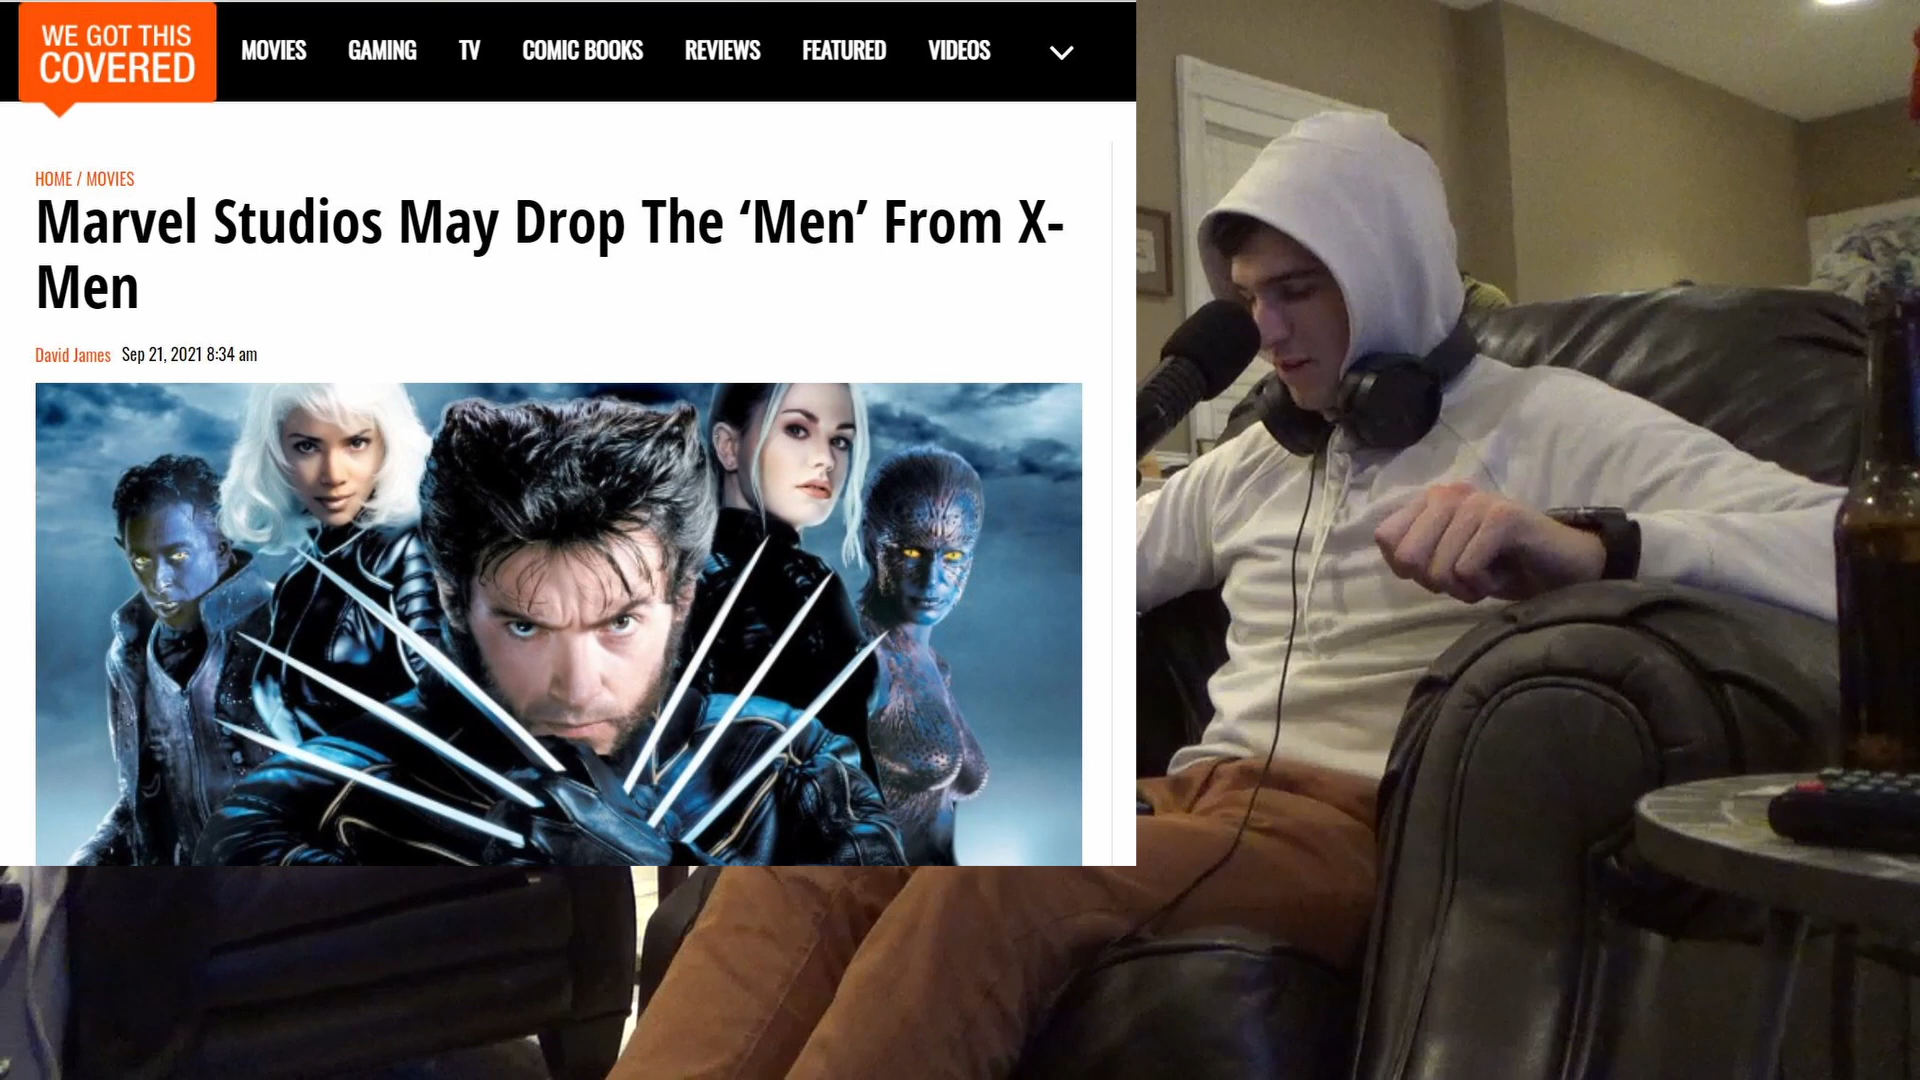 WE GOT THIS
COVERED
MOVIES GAMING TV COMIC BOOKS REVIEWS FEATURED VIDEOS
HOME / MOVIES
Marvel Studios May Drop The ‘Men’ From X-
Men
David James Sep 21, 2021 8:34 am